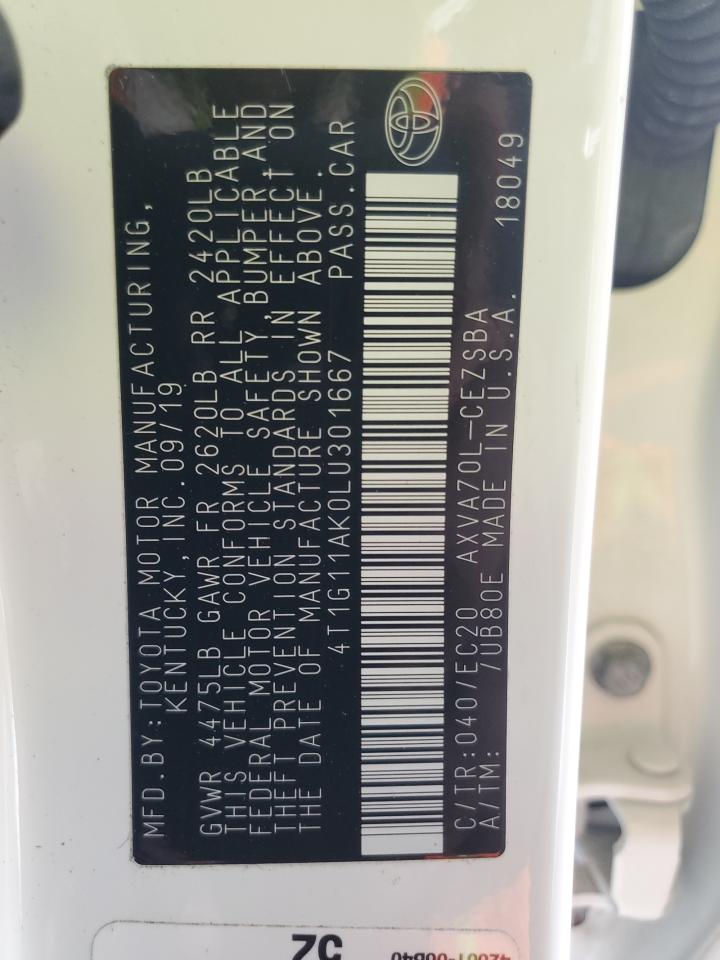 MFD.BY:TOYOTA MOTOR MANUFACTURING,
KENTUCKY,INC.09/19
GVWR 4475LB GAWR FR 2620LB RR 2420LB
THIS VEHICLE CONFORMS TO ALL APPLICABLE
FEDERAL MOTOR VEHICLE SAFETY,BUMPER,AND
THEFT PREVENTION STANDARDS IN EFFECT ON
THE DATE OF MANUFACTURE SHOWN ABOVE.
4T1G11AK0LU301667 PASS.CAR
C/TR:040/EC20 AXVA70L-CEZSBA
A/TM: 7UB80E MADE IN U.S.A. 18049